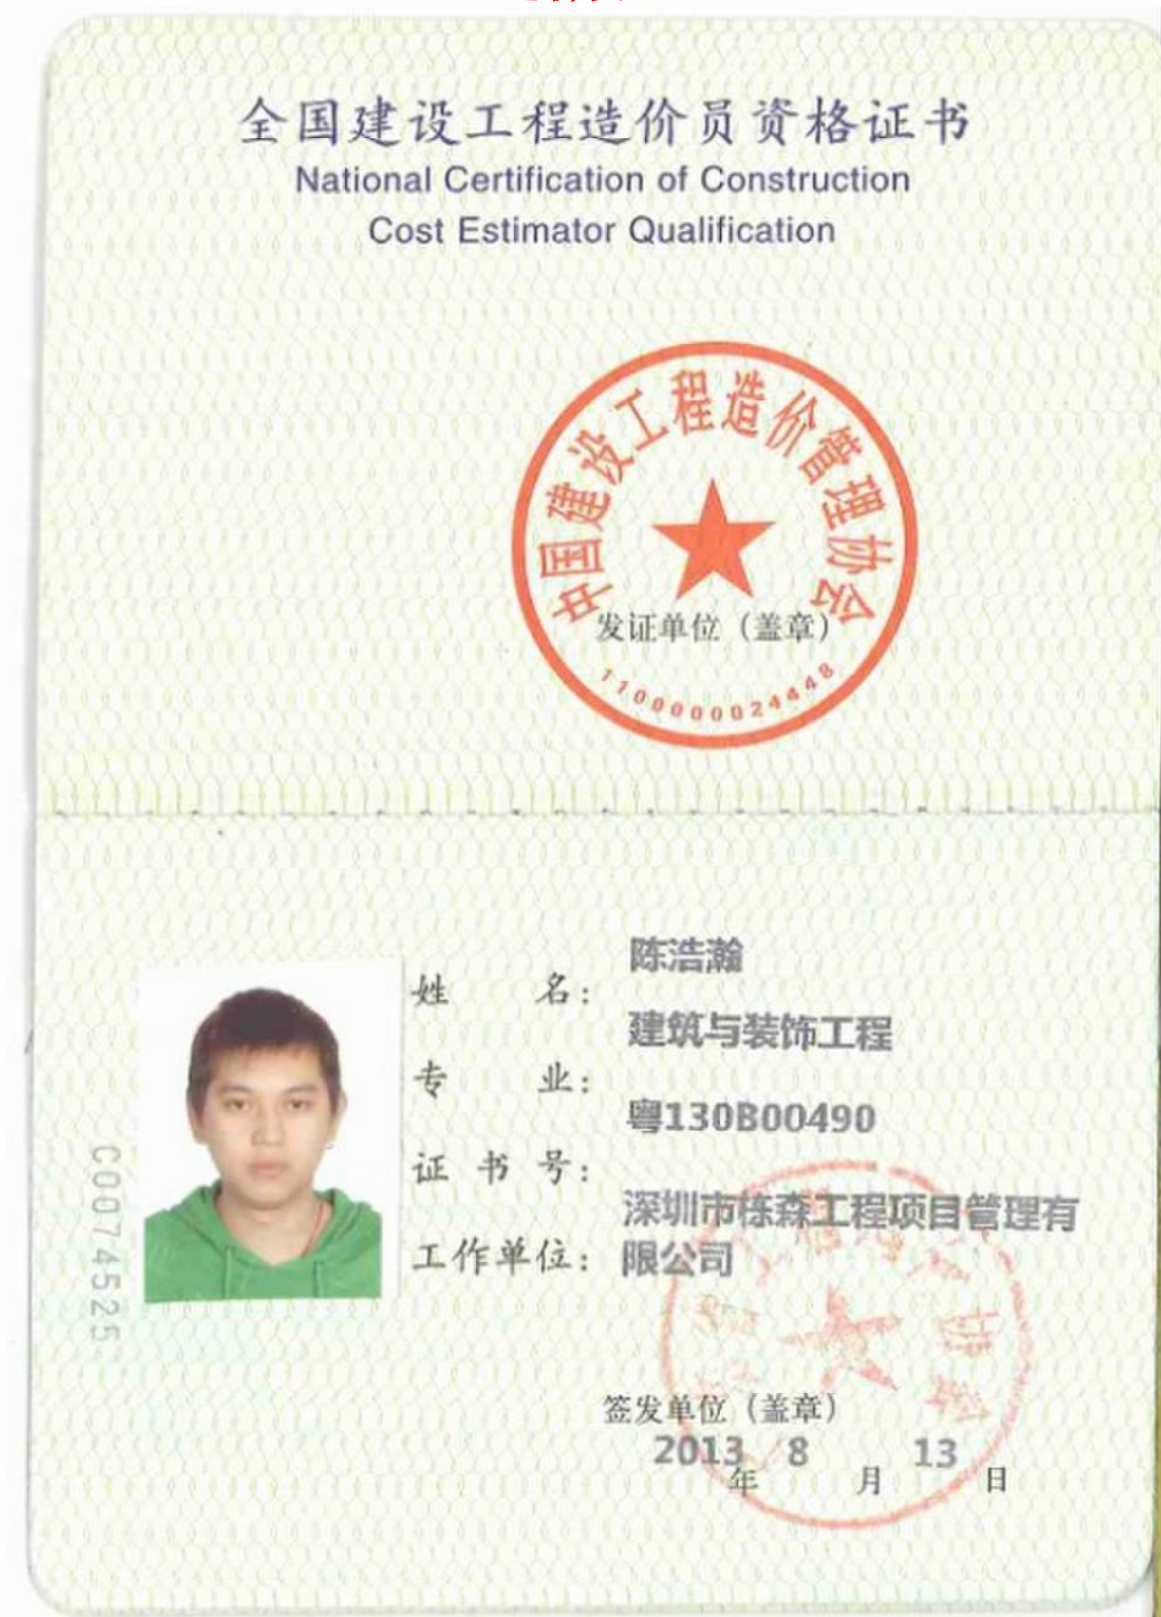 全国建设工程造价员资格证书
National Certification of Construction
Cost Estimator Qualification
中国建设工程造价管理协会
发证单位（盖章）
1100000024448
陈浩瀚
姓 名：
建筑与装饰工程
专 业：
粤130B00490
证 书 号：
深圳市栋森工程项目管理有
工作单位： 限公司
C0074525
签发单位（盖章）
2013 8 13
年 月 日